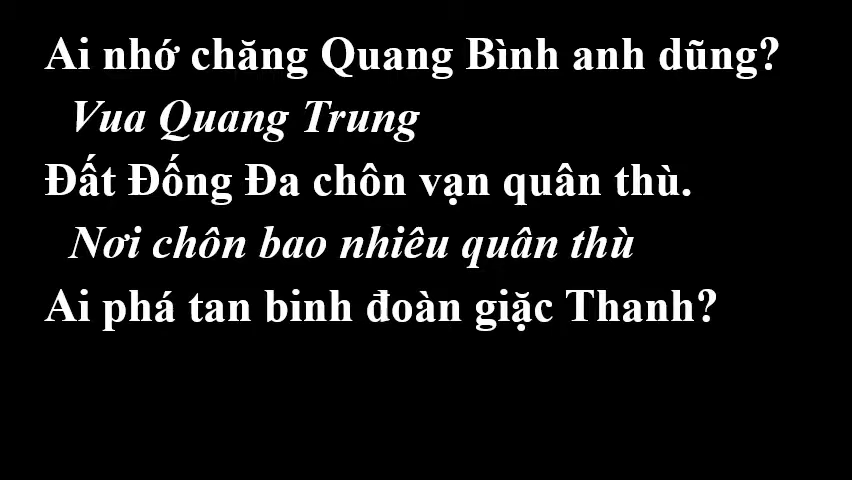 Ai nhớ chăng Quang Bình anh dũng?
Vua Quang Trung
Đất Đống Đa chôn vạn quân thù.
Nơi chôn bao nhiêu quân thù
Ai phá tan binh đoàn giặc Thanh?